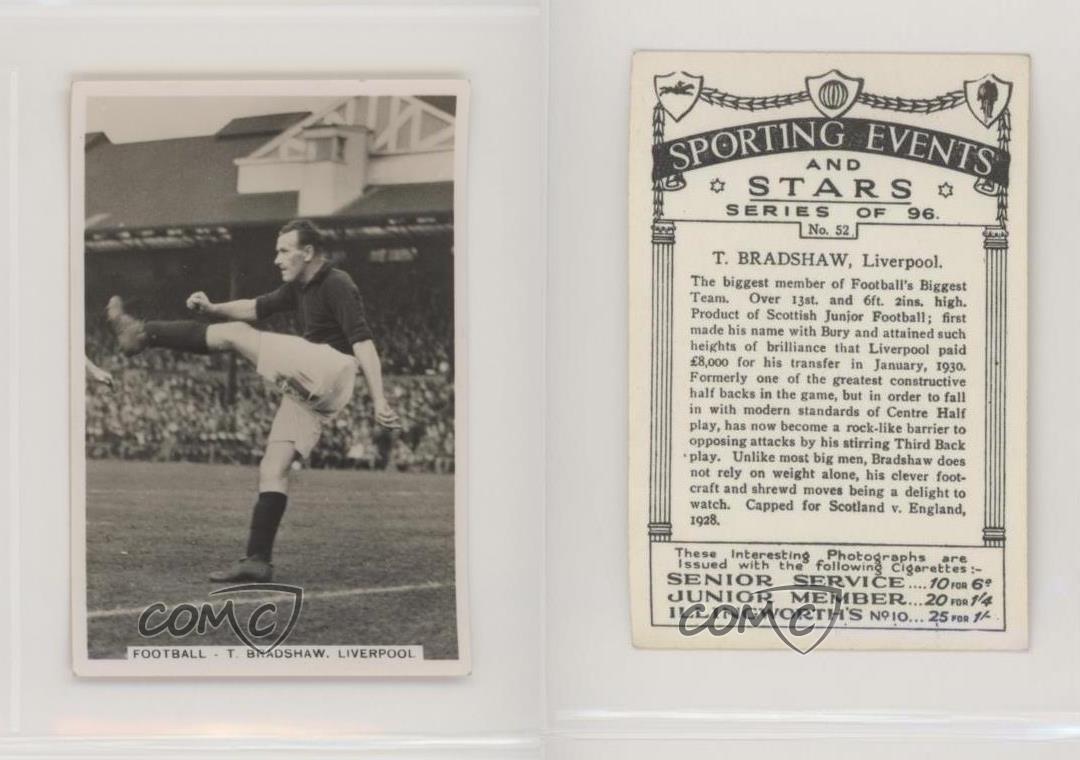 FOOTBALL - T. BRADSHAW. LIVERPOOL
COMC
SPORTING EVENTS
AND
STARS
SERIES OF 96.
No. 52
T. BRADSHAW, Liverpool.
The biggest member of Football's Biggest
Team. Over 13st. and 6ft. 2ins. high.
Product of Scottish Junior Football; first
made his name with Bury and attained such
heights of brilliance that Liverpool paid
£8,000 for his transfer in January, 1930.
Formerly one of the greatest constructive
half backs in the game, but in order to fall
in with modern standards of Centre Half
play, has now become a rock-like barrier to
opposing attacks by his stirring Third Back
play. Unlike most big men, Bradshaw does
not rely on weight alone, his clever foot-
craft and shrewd moves being a delight to
watch. Capped for Scotland v. England,
1928.
These Interesting Photographs are
Issued with the following Cigarettes:-
SENIOR SERVICE.... 10 FOR 6D
JUNIOR MEMBER... 20 FOR 1/4
ILLINGWORTH'S No 10... 25 FOR 1/-
COMC